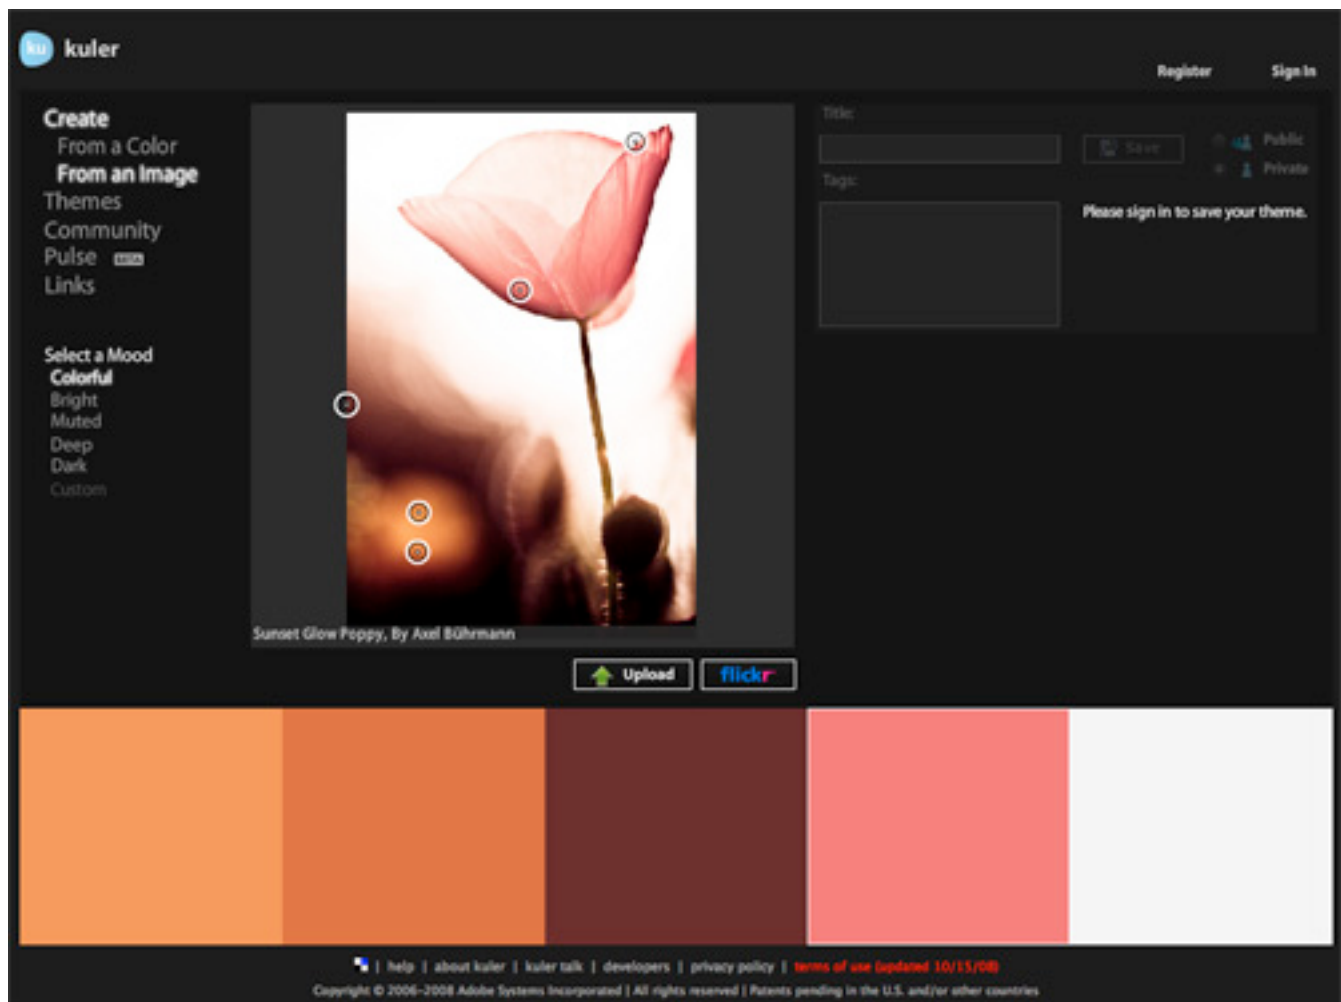 ku kuler
Register Sign In
Create
From a Color
From an Image
Themes
Community
Pulse BETA
Links
Select a Mood
Colorful
Bright
Muted
Deep
Dark
Custom
Sunset Glow Poppy, By Axel Bührmann
Upload flickr
Title:
Save
Public
Private
Tags:
Please sign in to save your theme.
| help | about kuler | kuler talk | developers | privacy policy | terms of use (updated 10/15/08)
Copyright © 2006-2008 Adobe Systems Incorporated | All rights reserved | Patents pending in the U.S. and/or other countries